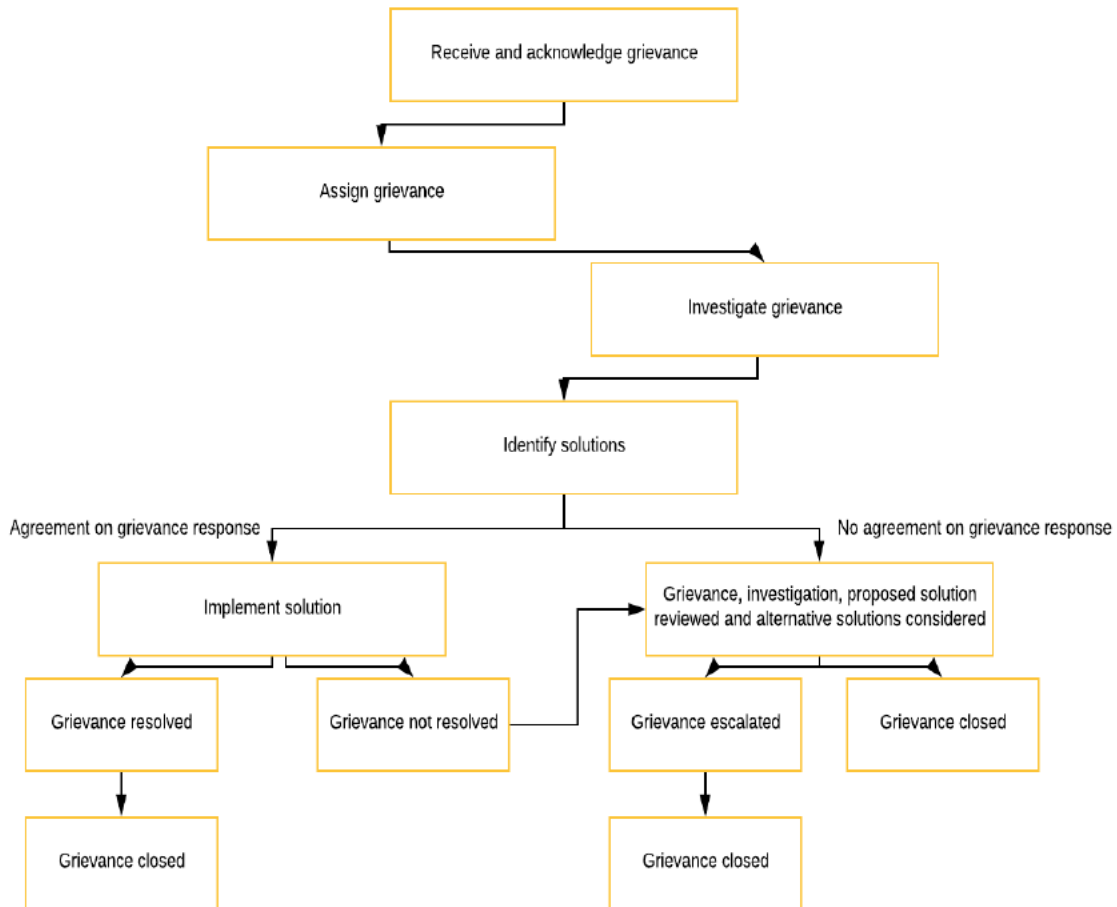 Receive and acknowledge grievance
Assign grievance
Investigate grievance
Identify solutions
Agreement on grievance response
No agreement on grievance response
Implement solution
Grievance, investigation, proposed solution
reviewed and alternative solutions considered
Grievance resolved
Grievance not resolved
Grievance escalated
Grievance closed
Grievance closed
Grievance closed